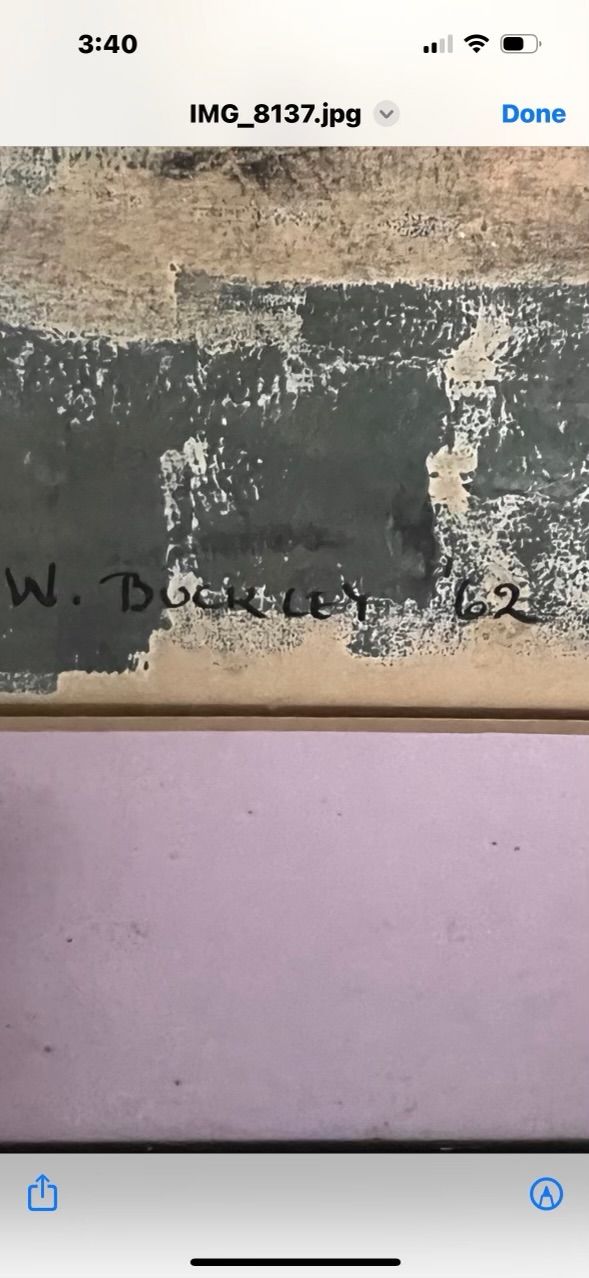 3:40
IMG_8137.jpg
Done
W. BUCKLEY '62